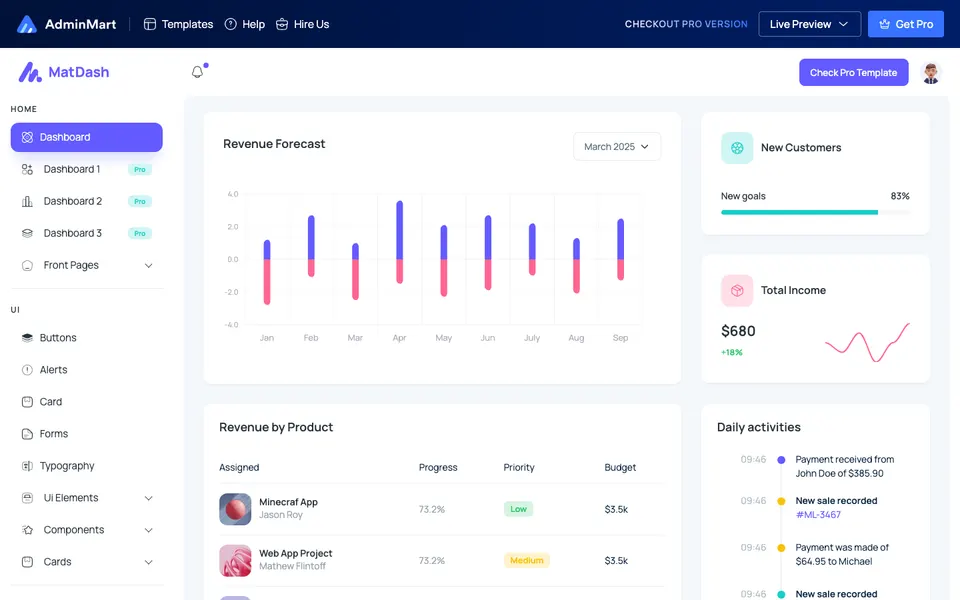 AdminMart
Templates
Help
Hire Us
CHECKOUT PRO VERSION
Live Preview
Get Pro
MatDash
Check Pro Template
HOME
Dashboard
Dashboard 1 Pro
Dashboard 2 Pro
Dashboard 3 Pro
Front Pages
UI
Buttons
Alerts
Card
Forms
Typography
Ui Elements
Components
Cards
Revenue Forecast
March 2025
4.0
2.0
0.0
-2.0
-4.0
Jan Feb Mar Apr May Jun July Aug Sep
New Customers
New goals 83%
Total Income
$680
+18%
Revenue by Product
Assigned Progress Priority Budget
Minecraf App
Jason Roy
73.2% Low $3.5k
Web App Project
Mathew Flintoff
73.2% Medium $3.5k
Daily activities
09:46 Payment received from
John Doe of $385.90
09:46 New sale recorded
#ML-3467
09:46 Payment was made of
$64.95 to Michael
09:46 New sale recorded